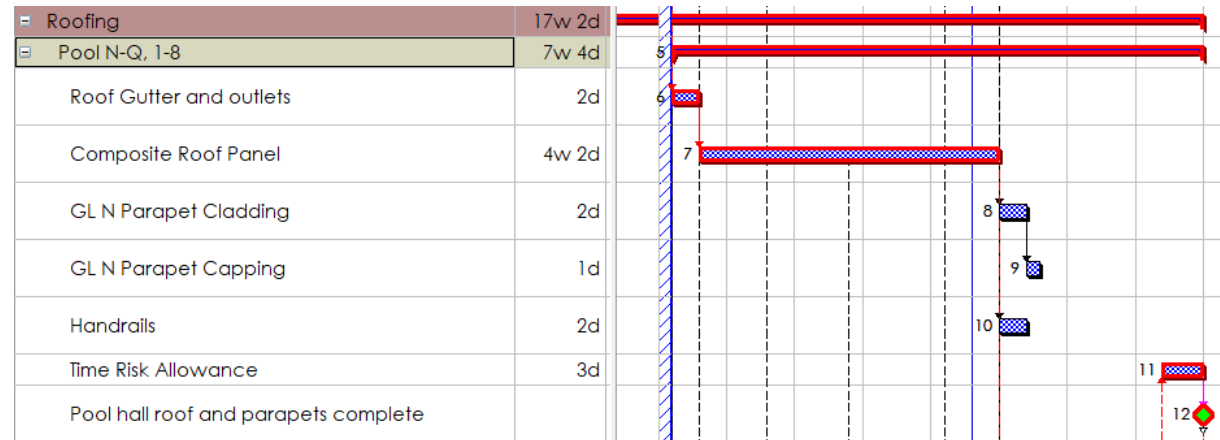 Roofing 17w 2d
Pool N-Q, 1-8 7w 4d 5
Roof Gutter and outlets 2d 6
Composite Roof Panel 4w 2d 7
GL N Parapet Cladding 2d 8
GL N Parapet Capping 1d 9
Handrails 2d 10
Time Risk Allowance 3d 11
Pool hall roof and parapets complete 12